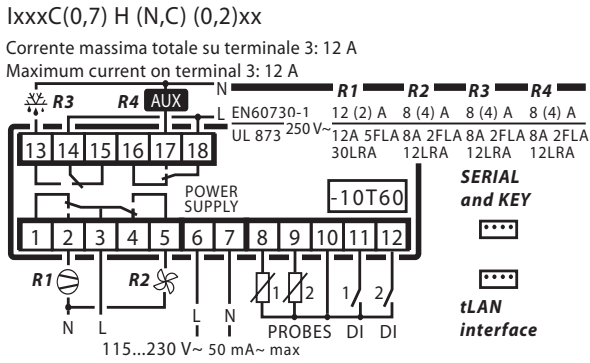 IxxxC(0,7) H (N,C) (0,2)xx
Corrente massima totale su terminale 3: 12 A
Maximum current on terminal 3: 12 A
N R1 R2 R3 R4
R3 R4 AUX
L EN60730-1 250 V~ 12 (2) A 8 (4) A 8 (4) A 8 (4) A
UL 873 12A 5FLA 8A 2FLA 8A 2FLA 8A 2FLA
30LRA 12LRA 12LRA 12LRA
13 14 15 16 17 18
POWER
SUPPLY
-10T60
SERIAL
and KEY
1 2 3 4 5 6 7 8 9 10 11 12
R1 R2 1 2 1 2
N L L N
PROBES DI DI
tLAN
interface
115...230 V~ 50 mA~ max